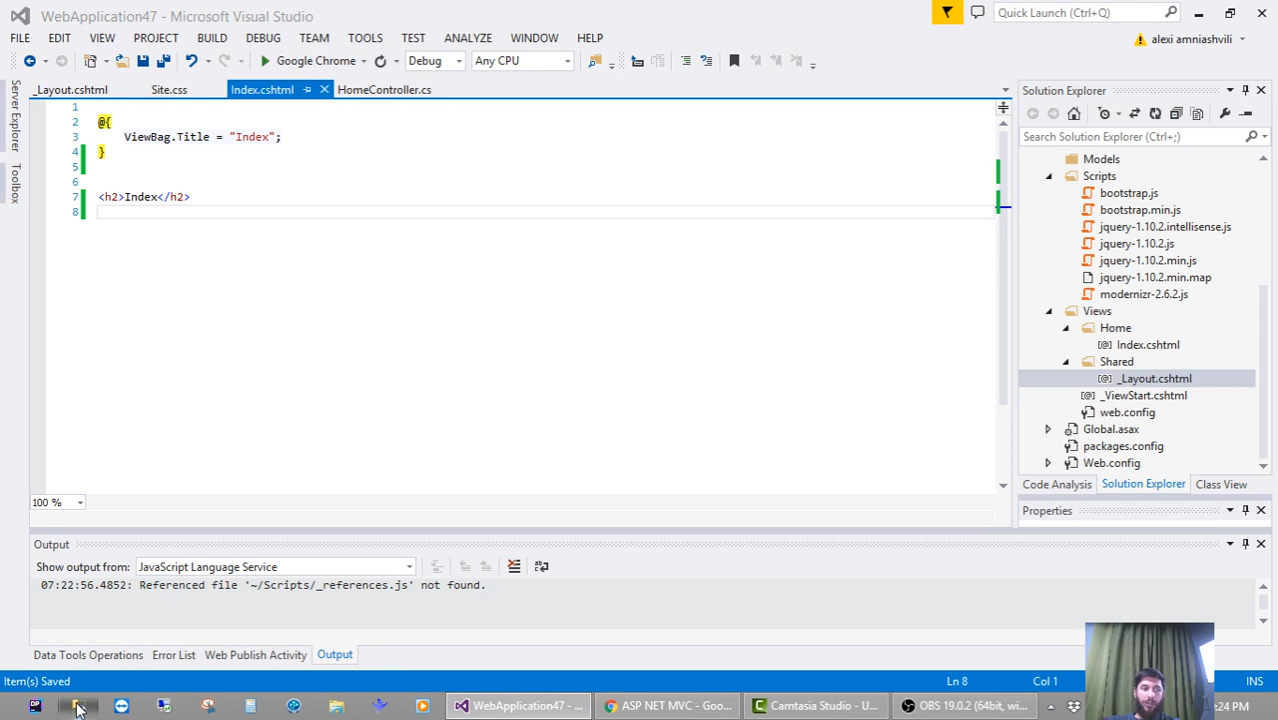 WebApplication47 - Microsoft Visual Studio
Quick Launch (Ctrl+Q)
FILE EDIT VIEW PROJECT BUILD DEBUG TEAM TOOLS TEST ANALYZE WINDOW HELP
alexi amniashvili
Google Chrome
Debug
Any CPU
Server Explorer
Toolbox
_Layout.cshtml
Site.css
Index.cshtml
HomeController.cs
1
2 @{
3 ViewBag.Title = "Index";
4 }
5
6
7 <h2>Index</h2>
8
100 %
Solution Explorer
Search Solution Explorer (Ctrl+;)
Models
Scripts
bootstrap.js
bootstrap.min.js
jquery-1.10.2.intellisense.js
jquery-1.10.2.js
jquery-1.10.2.min.js
jquery-1.10.2.min.map
modernizr-2.6.2.js
Views
Home
Index.cshtml
Shared
_Layout.cshtml
_ViewStart.cshtml
web.config
Global.asax
packages.config
Web.config
Code Analysis Solution Explorer Class View
Properties
Output
Show output from: JavaScript Language Service
07:22:56.4852: Referenced file '~/Scripts/_references.js' not found.
Data Tools Operations Error List Web Publish Activity Output
Item(s) Saved
Ln 8 Col 1 INS
DP
WebApplication47 - ...
ASP NET MVC - Goo...
Camtasia Studio - U...
OBS 19.0.2 (64bit, wi...
:24 PM